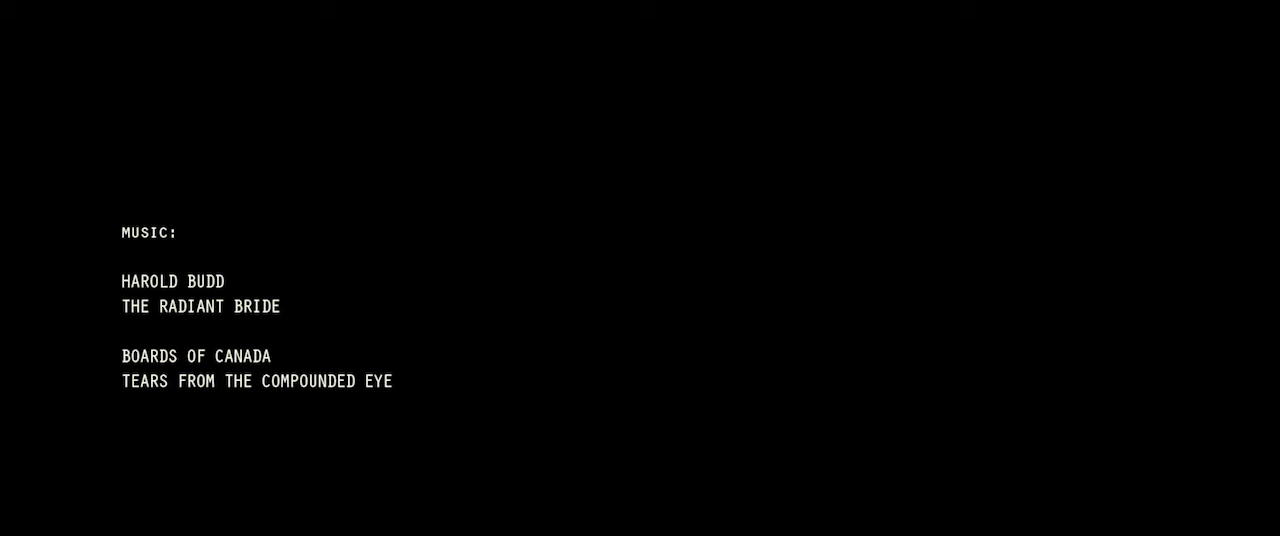 MUSIC:
HAROLD BUDD
THE RADIANT BRIDE
BOARDS OF CANADA
TEARS FROM THE COMPOUNDED EYE